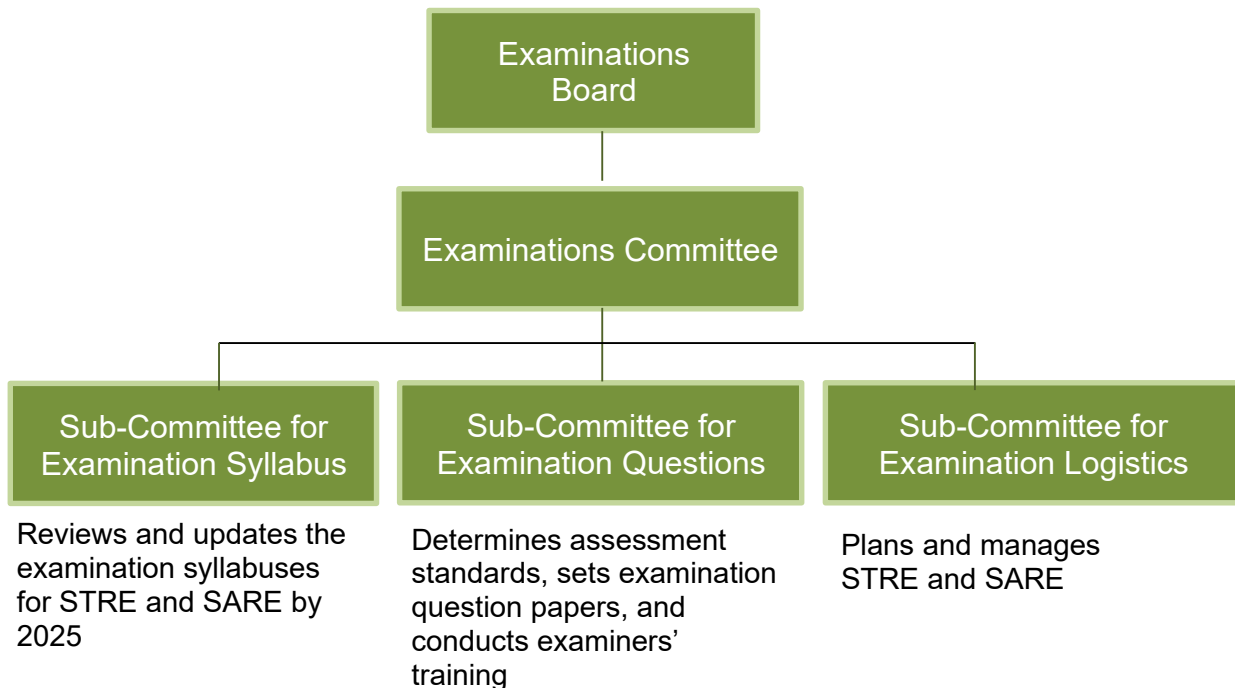 Examinations
Board
Examinations Committee
Sub-Committee for
Examination Syllabus
Reviews and updates the
examination syllabuses
for STRE and SARE by
2025
Sub-Committee for
Examination Questions
Determines assessment
standards, sets examination
question papers, and
conducts examiners’
training
Sub-Committee for
Examination Logistics
Plans and manages
STRE and SARE